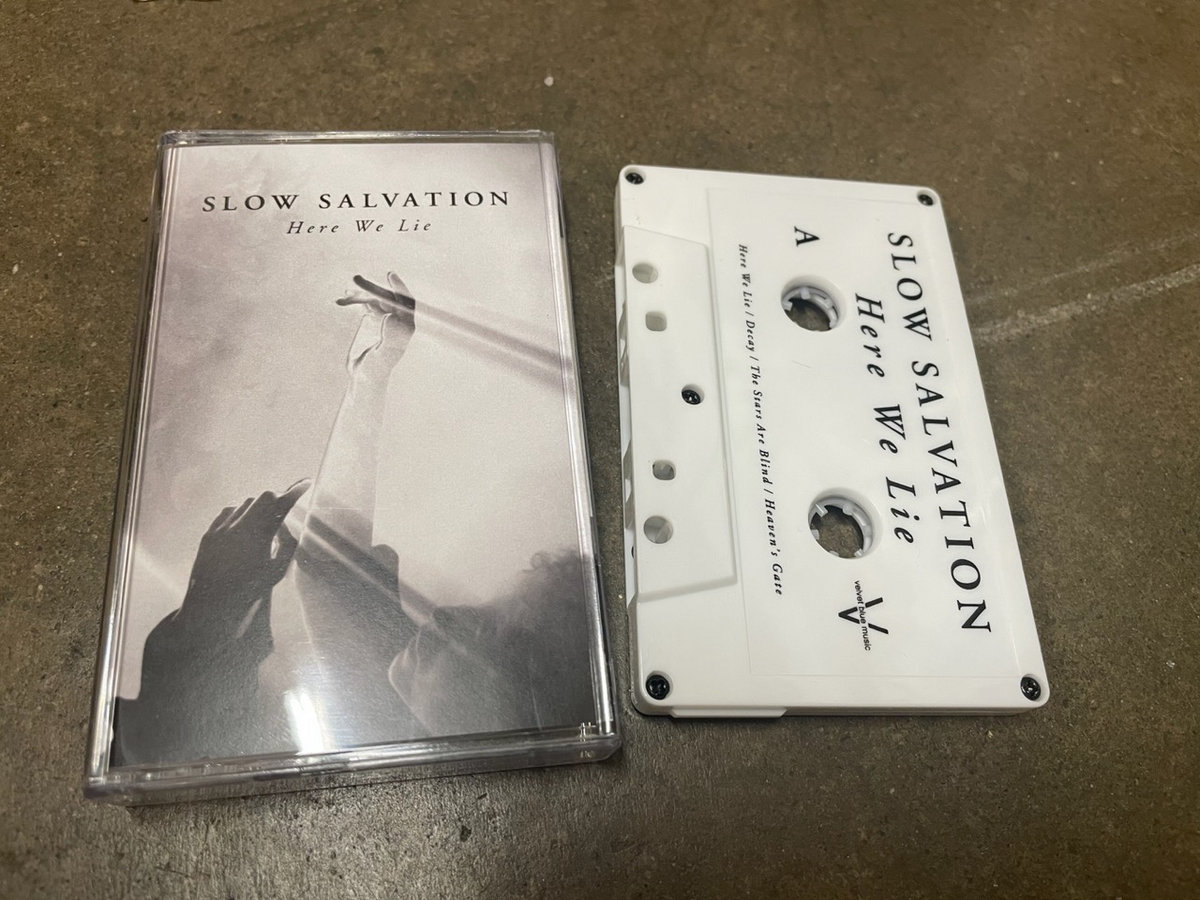 SLOW SALVATION
Here We Lie
SLOW SALVATION
Here We Lie
A
Here We Lie / Decay / The Stars Are Blind / Heaven's Gate
velvet blue music